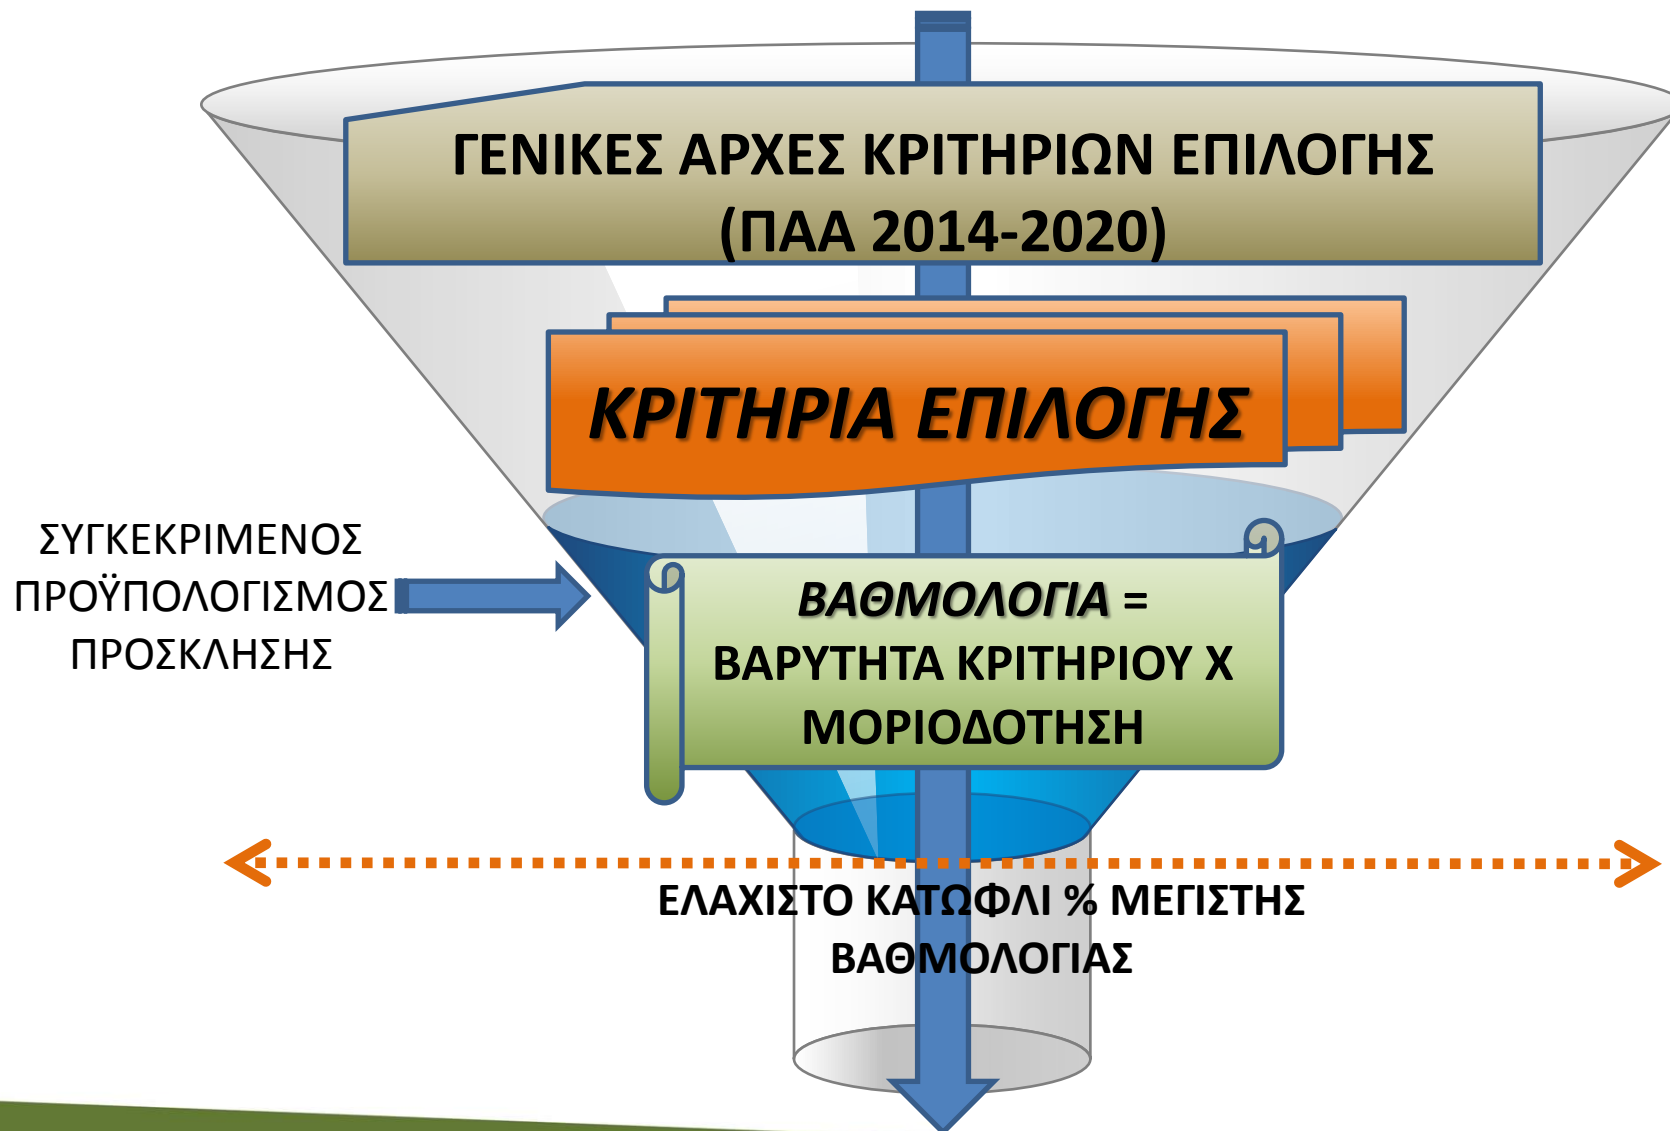 ΓΕΝΙΚΕΣ ΑΡΧΕΣ ΚΡΙΤΗΡΙΩΝ ΕΠΙΛΟΓΗΣ
(ΠΑΑ 2014-2020)
ΚΡΙΤΗΡΙΑ ΕΠΙΛΟΓΗΣ
ΣΥΓΚΕΚΡΙΜΕΝΟΣ
ΠΡΟΫΠΟΛΟΓΙΣΜΟΣ
ΠΡΟΣΚΛΗΣΗΣ
ΒΑΘΜΟΛΟΓΙΑ =
ΒΑΡΥΤΗΤΑ ΚΡΙΤΗΡΙΟΥ Χ
ΜΟΡΙΟΔΟΤΗΣΗ
ΕΛΑΧΙΣΤΟ ΚΑΤΩΦΛΙ % ΜΕΓΙΣΤΗΣ
ΒΑΘΜΟΛΟΓΙΑΣ